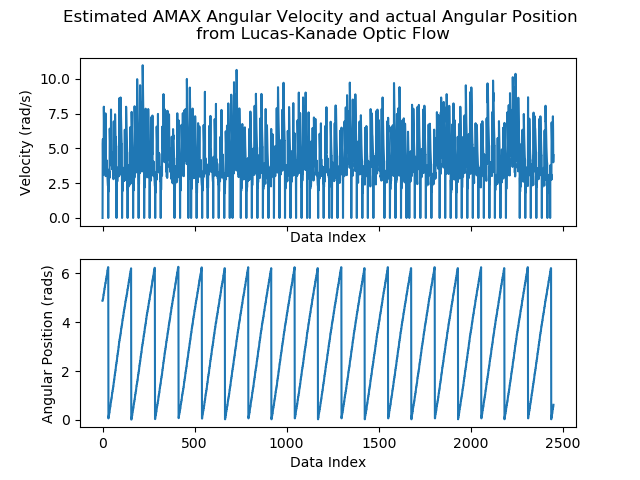 Estimated AMAX Angular Velocity and actual Angular Position
from Lucas-Kanade Optic Flow
10.0
7.5
5.0
2.5
0.0
Velocity (rad/s)
Data Index
6
4
2
0
Angular Position (rads)
0 500 1000 1500 2000 2500
Data Index